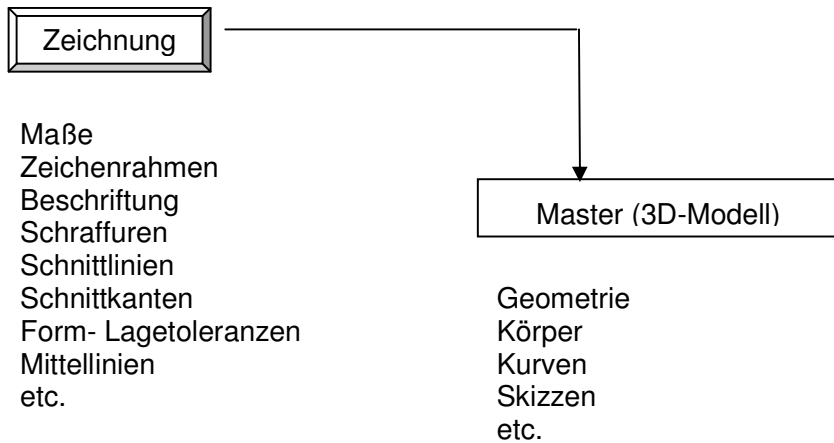 Zeichnung
Maße
Zeichenrahmen
Beschriftung
Schraffuren
Schnittlinien
Schnittkanten
Form- Lagetoleranzen
Mittellinien
etc.
Master (3D-Modell)
Geometrie
Körper
Kurven
Skizzen
etc.